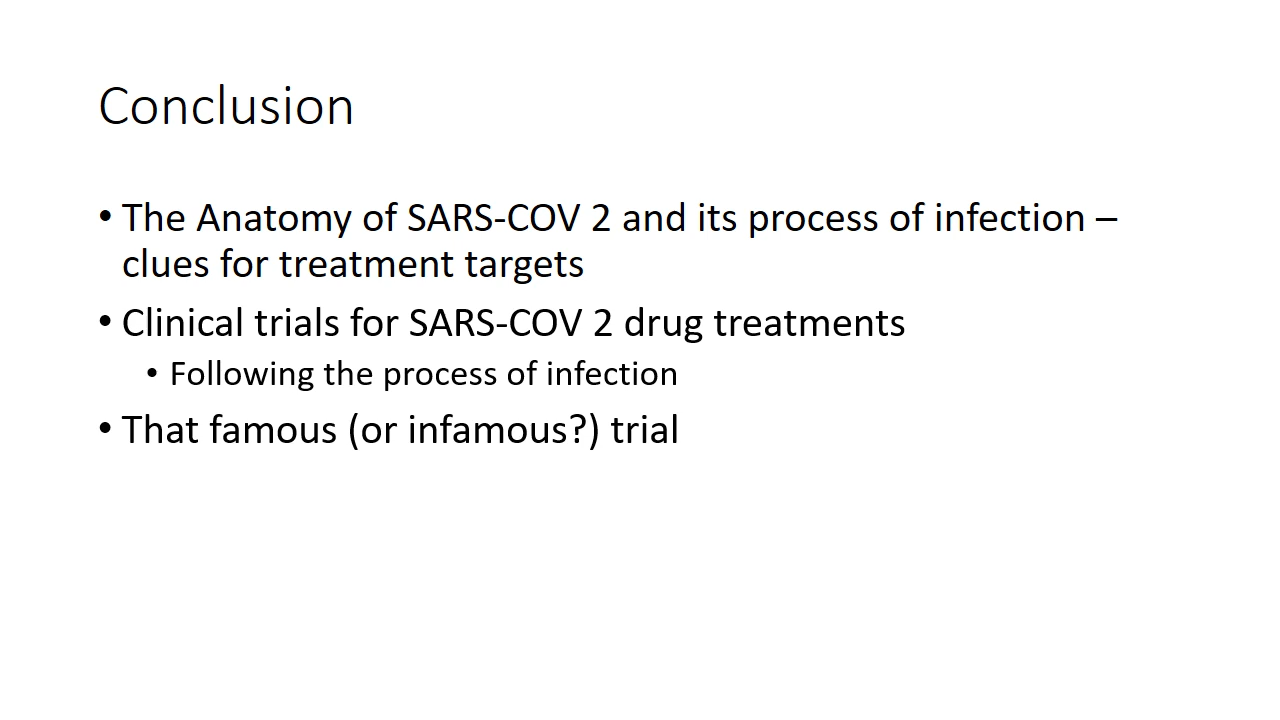 Conclusion
• The Anatomy of SARS-COV 2 and its process of infection –
clues for treatment targets
• Clinical trials for SARS-COV 2 drug treatments
• Following the process of infection
• That famous (or infamous?) trial